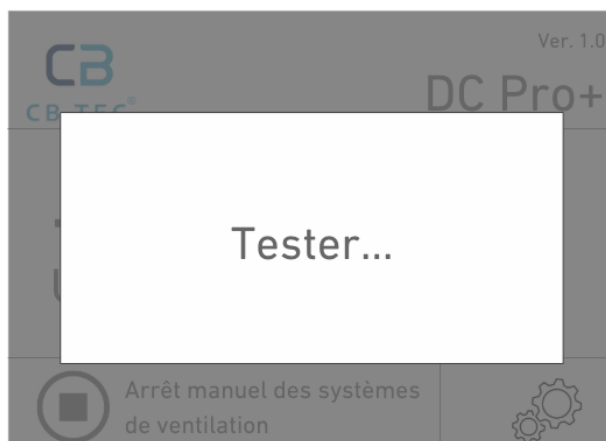 Ver. 1.0
CB
CB-TEC®
DC Pro+
Tester...
Arrêt manuel des systèmes
de ventilation